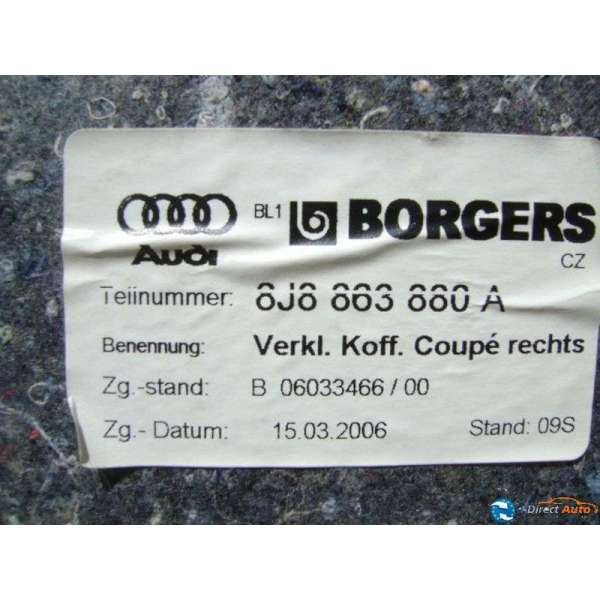 BL1 BORGERS
Audi CZ
Teilnummer: 8J8 863 880 A
Benennung: Verkl. Koff. Coupé rechts
Zg.-stand: B 06033466 / 00
Zg.- Datum: 15.03.2006 Stand: 09S
Direct Auto